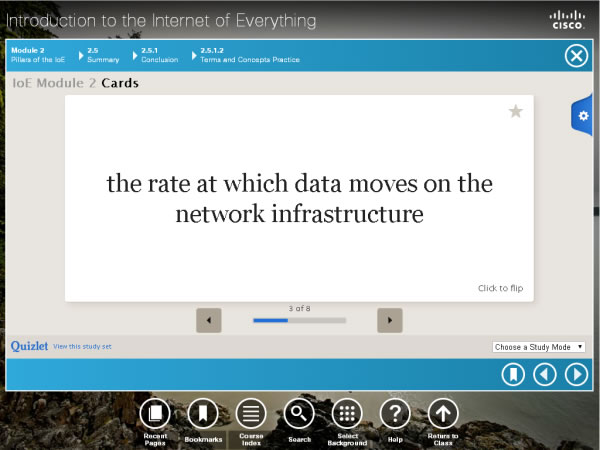 Introduction to the Internet of Everything
CISCO
Module 2
Pillars of the IoE
2.5
Summary
2.5.1
Conclusion
2.5.1.2
Terms and Concepts Practice
IoE Module 2 Cards
the rate at which data moves on the
network infrastructure
Click to flip
3 of 8
Quizlet View this study set
Choose a Study Mode
Recent
Pages
Bookmarks
Course
Index
Search
Select
Background
Help
Return to
Class